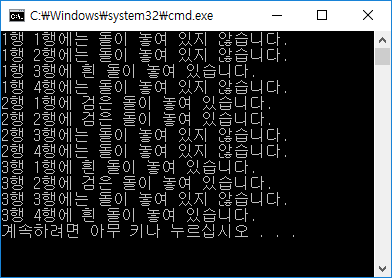 C:₩Windows₩system32₩cmd.exe
1행 1행에는 돌이 놓여 있지 않습니다.
1행 2행에는 돌이 놓여 있지 않습니다.
1행 3행에 흰 돌이 놓여 있습니다.
1행 4행에는 돌이 놓여 있지 않습니다.
2행 1행에 검은 돌이 놓여 있습니다.
2행 2행에 검은 돌이 놓여 있습니다.
2행 3행에는 돌이 놓여 있지 않습니다.
2행 4행에는 돌이 놓여 있지 않습니다.
3행 1행에 흰 돌이 놓여 있습니다.
3행 2행에 검은 돌이 놓여 있습니다.
3행 3행에는 돌이 놓여 있지 않습니다.
3행 4행에 흰 돌이 놓여 있습니다.
계속하려면 아무 키나 누르십시오 . . .